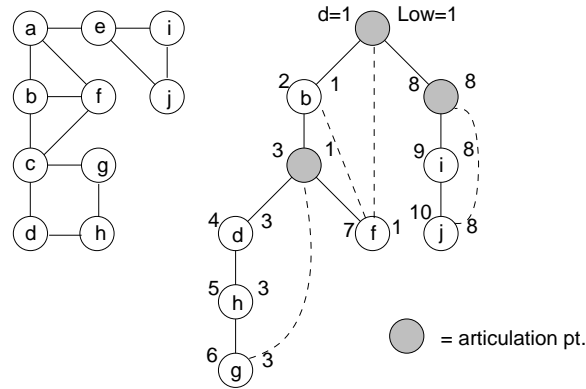 a e i
b f j
c g
d h
d=1 Low=1
2 b 1 8 8
3 1 9 i 8
4 d 3 7 f 1 10 j 8
5 h 3
6 g 3
= articulation pt.